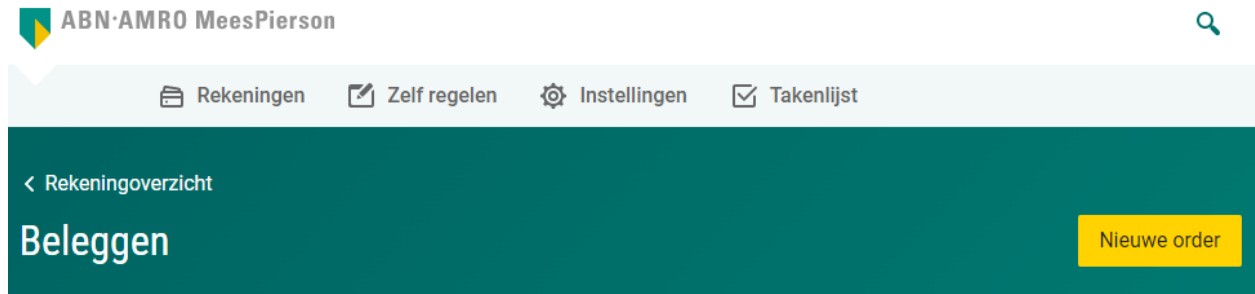 ABN·AMRO MeesPierson
Rekeningen Zelf regelen Instellingen Takenlijst
Rekeningoverzicht
Beleggen
Nieuwe order